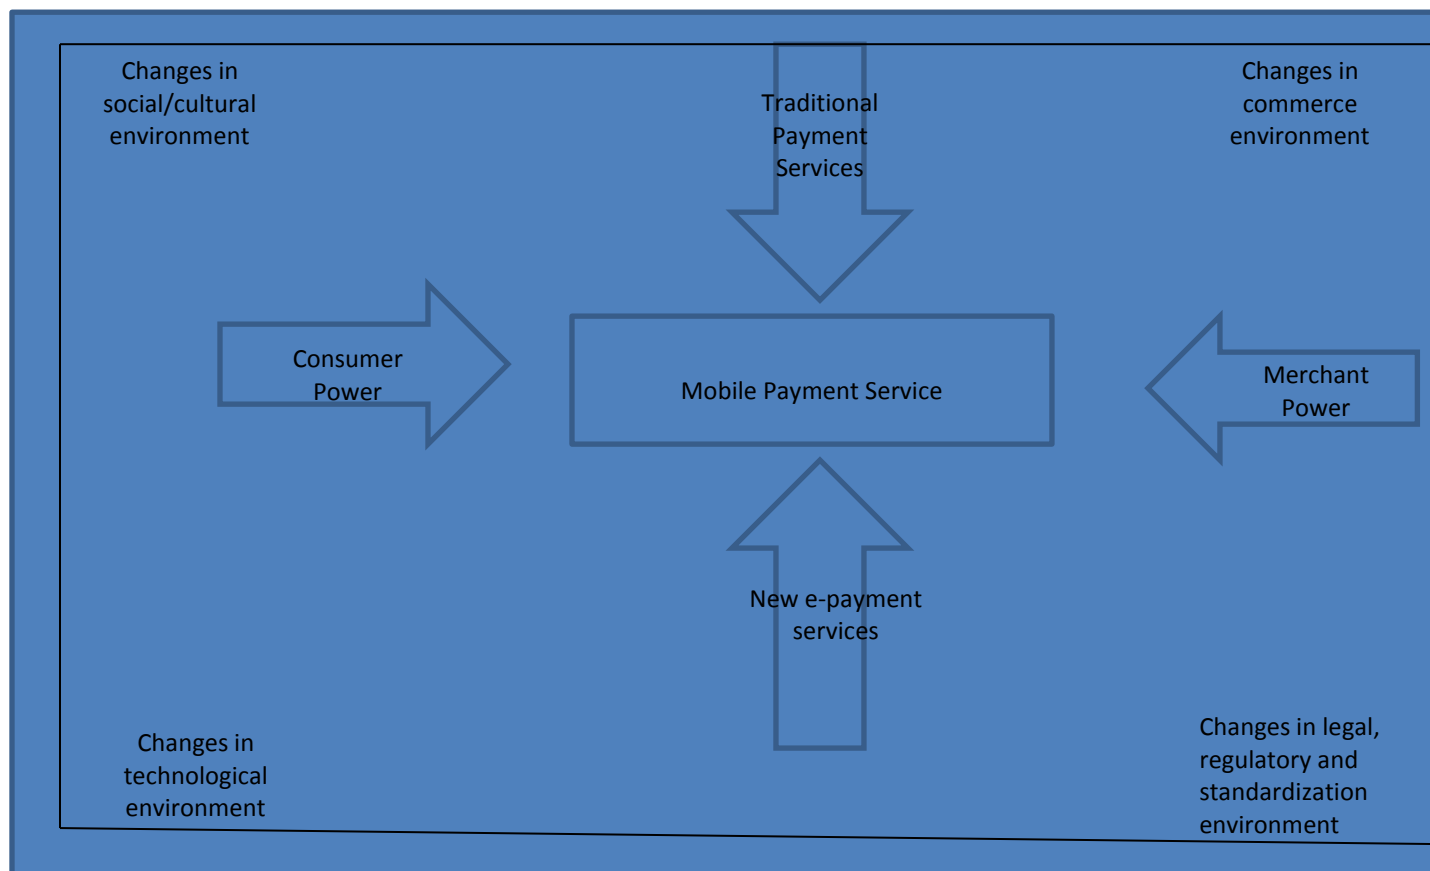 Changes in
social/cultural
environment
Traditional
Payment
Services
Changes in
commerce
environment
Consumer
Power
Mobile Payment Service
Merchant
Power
New e-payment
services
Changes in
technological
environment
Changes in legal,
regulatory and
standardization
environment